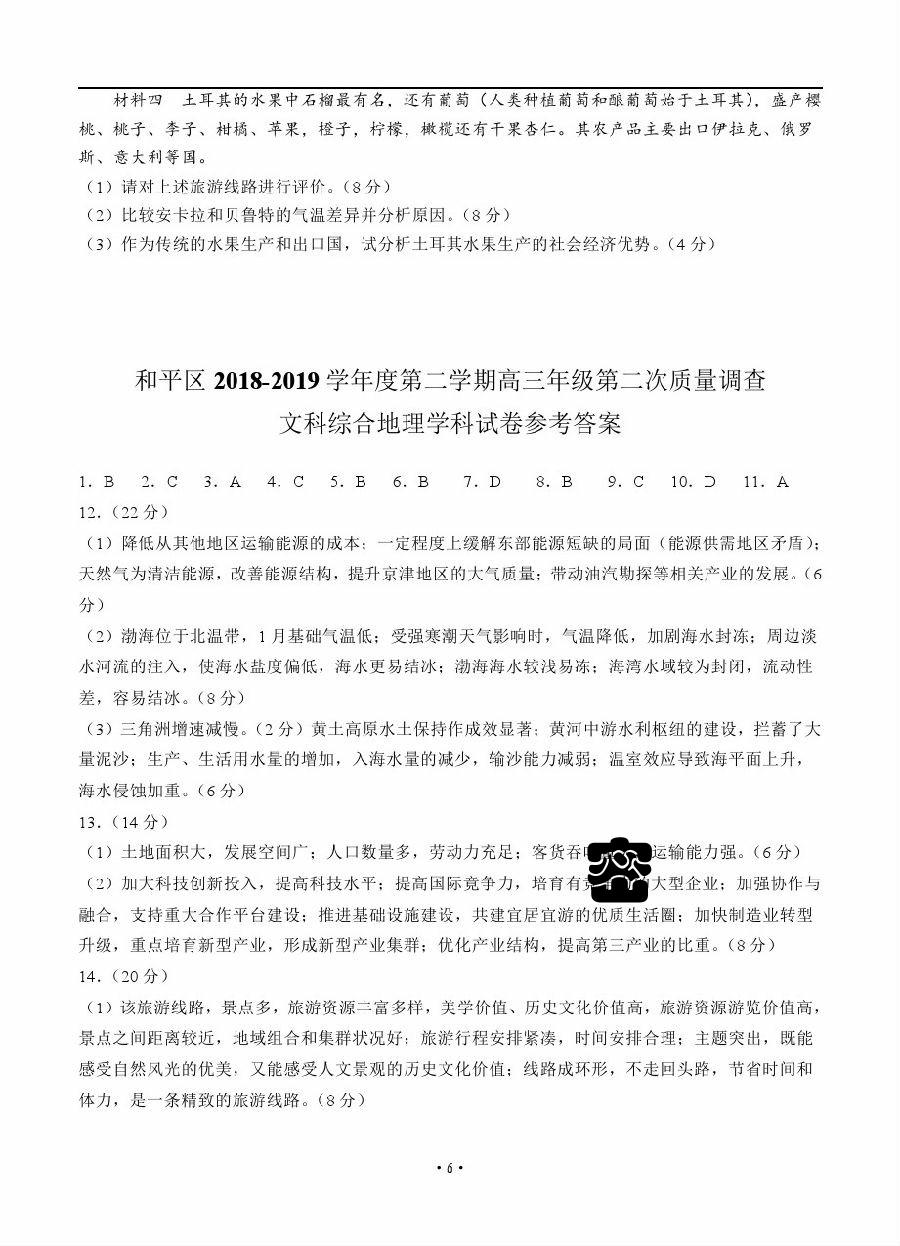 材料四 土耳其的水果中石榴最有名，还有葡萄（人类种植葡萄和酿葡萄始于土耳其），盛产樱
桃、桃子、李子、柑橘、苹果，橙子，柠檬，橄榄还有干果杏仁。其农产品主要出口伊拉克、俄罗
斯、意大利等国。
（1）请对上述旅游线路进行评价。（8分）
（2）比较安卡拉和贝鲁特的气温差异并分析原因。（8分）
（3）作为传统的水果生产和出口国，试分析土耳其水果生产的社会经济优势。（4分）
和平区 2018-2019 学年度第二学期高三年级第二次质量调查
文科综合地理学科试卷参考答案
1．B 2．C 3．A 4．C 5．B 6．B 7．D 8．B 9．C 10．D 11．A
12．（22分）
（1）降低从其他地区运输能源的成本；一定程度上缓解东部能源短缺的局面（能源供需地区矛盾）；
天然气为清洁能源，改善能源结构，提升京津地区的大气质量；带动油汽勘探等相关产业的发展。（6
分）
（2）渤海位于北温带，1月基础气温低；受强寒潮天气影响时，气温降低，加剧海水封冻；周边淡
水河流的注入，使海水盐度偏低，海水更易结冰；渤海海水较浅易冻；海湾水域较为封闭，流动性
差，容易结冰。（8分）
（3）三角洲增速减慢。（2分）黄土高原水土保持作成效显著；黄河中游水利枢纽的建设，拦蓄了大
量泥沙；生产、生活用水量的增加，入海水量的减少，输沙能力减弱；温室效应导致海平面上升，
海水侵蚀加重。（6分）
13．（14分）
（1）土地面积大，发展空间广；人口数量多，劳动力充足；客货吞 运输能力强。（6分）
（2）加大科技创新投入，提高科技水平；提高国际竞争力，培育有 大型企业；加强协作与
融合，支持重大合作平台建设；推进基础设施建设，共建宜居宜游的优质生活圈；加快制造业转型
升级，重点培育新型产业，形成新型产业集群；优化产业结构，提高第三产业的比重。（8分）
14．（20分）
（1）该旅游线路，景点多，旅游资源丰富多样，美学价值、历史文化价值高，旅游资源游览价值高，
景点之间距离较近，地域组合和集群状况好；旅游行程安排紧凑，时间安排合理；主题突出，既能
感受自然风光的优美，又能感受人文景观的历史文化价值；线路成环形，不走回头路，节省时间和
体力，是一条精致的旅游线路。（8分）
·6·